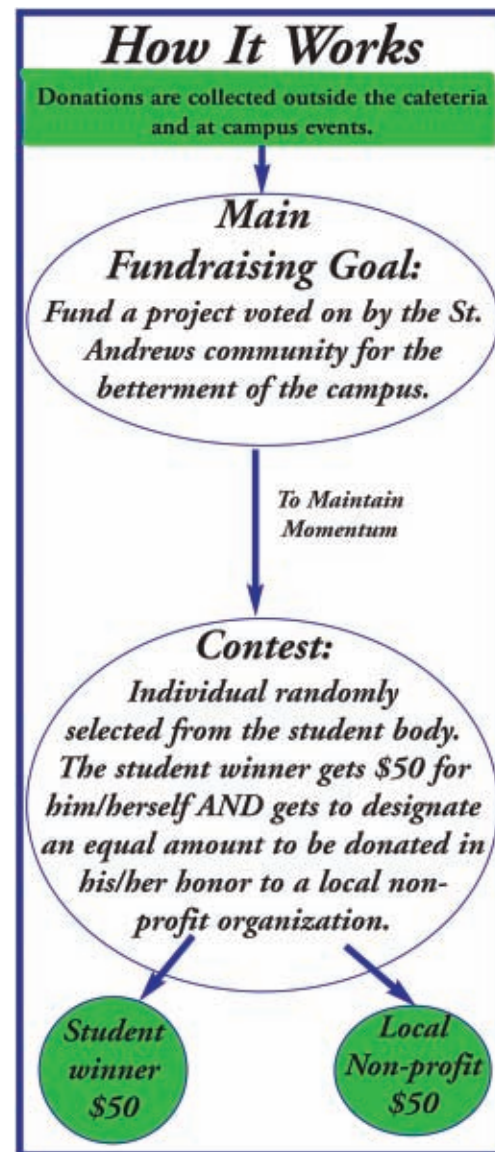 How It Works
Donations are collected outside the cafeteria
and at campus events.
Main
Fundraising Goal:
Fund a project voted on by the St.
Andrews community for the
betterment of the campus.
To Maintain
Momentum
Contest:
Individual randomly
selected from the student body.
The student winner gets $50 for
him/herself AND gets to designate
an equal amount to be donated in
his/her honor to a local non-
profit organization.
Student
winner
$50
Local
Non-profit
$50